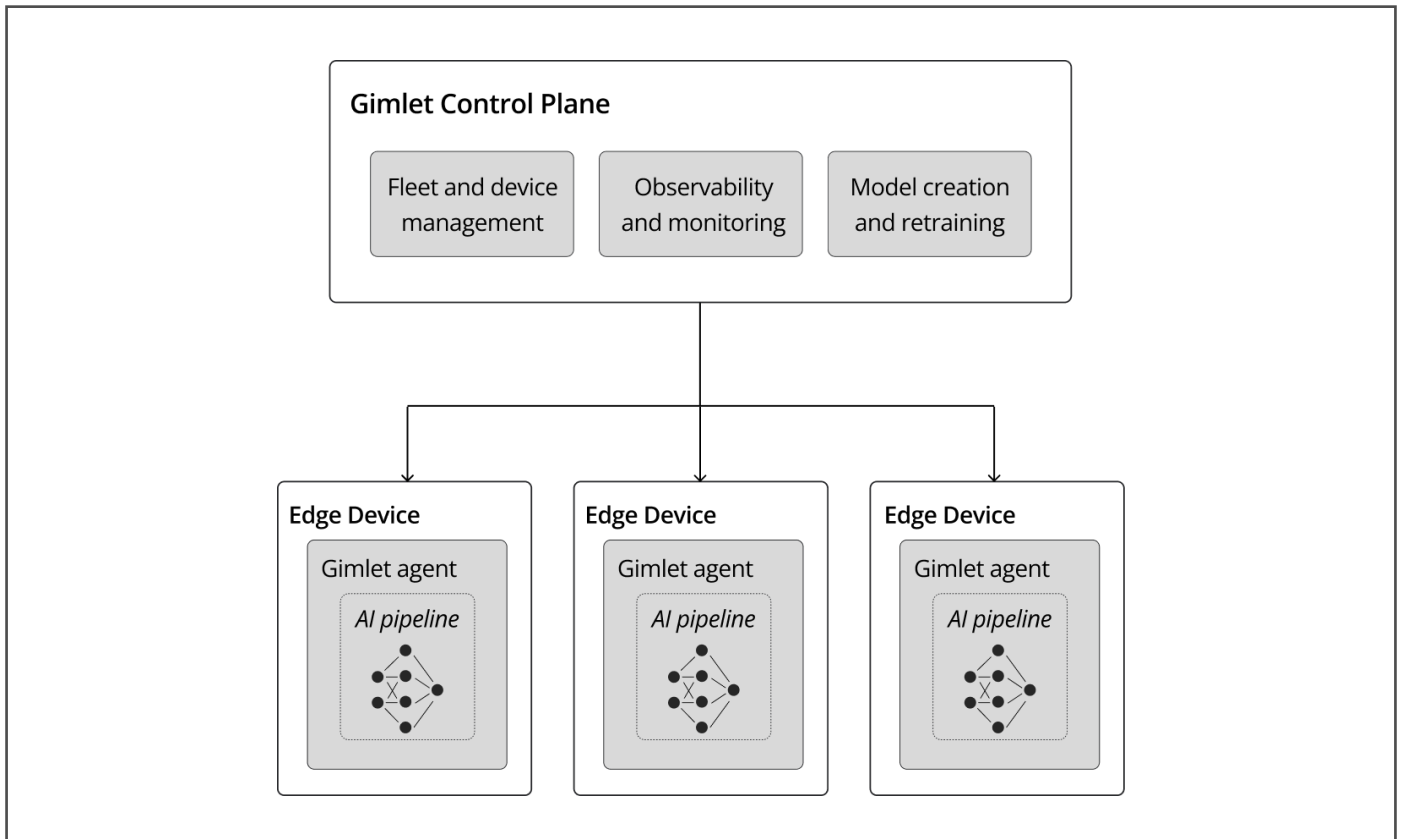 Gimlet Control Plane
Fleet and device
management
Observability
and monitoring
Model creation
and retraining
Edge Device
Gimlet agent
AI pipeline
Edge Device
Gimlet agent
AI pipeline
Edge Device
Gimlet agent
AI pipeline